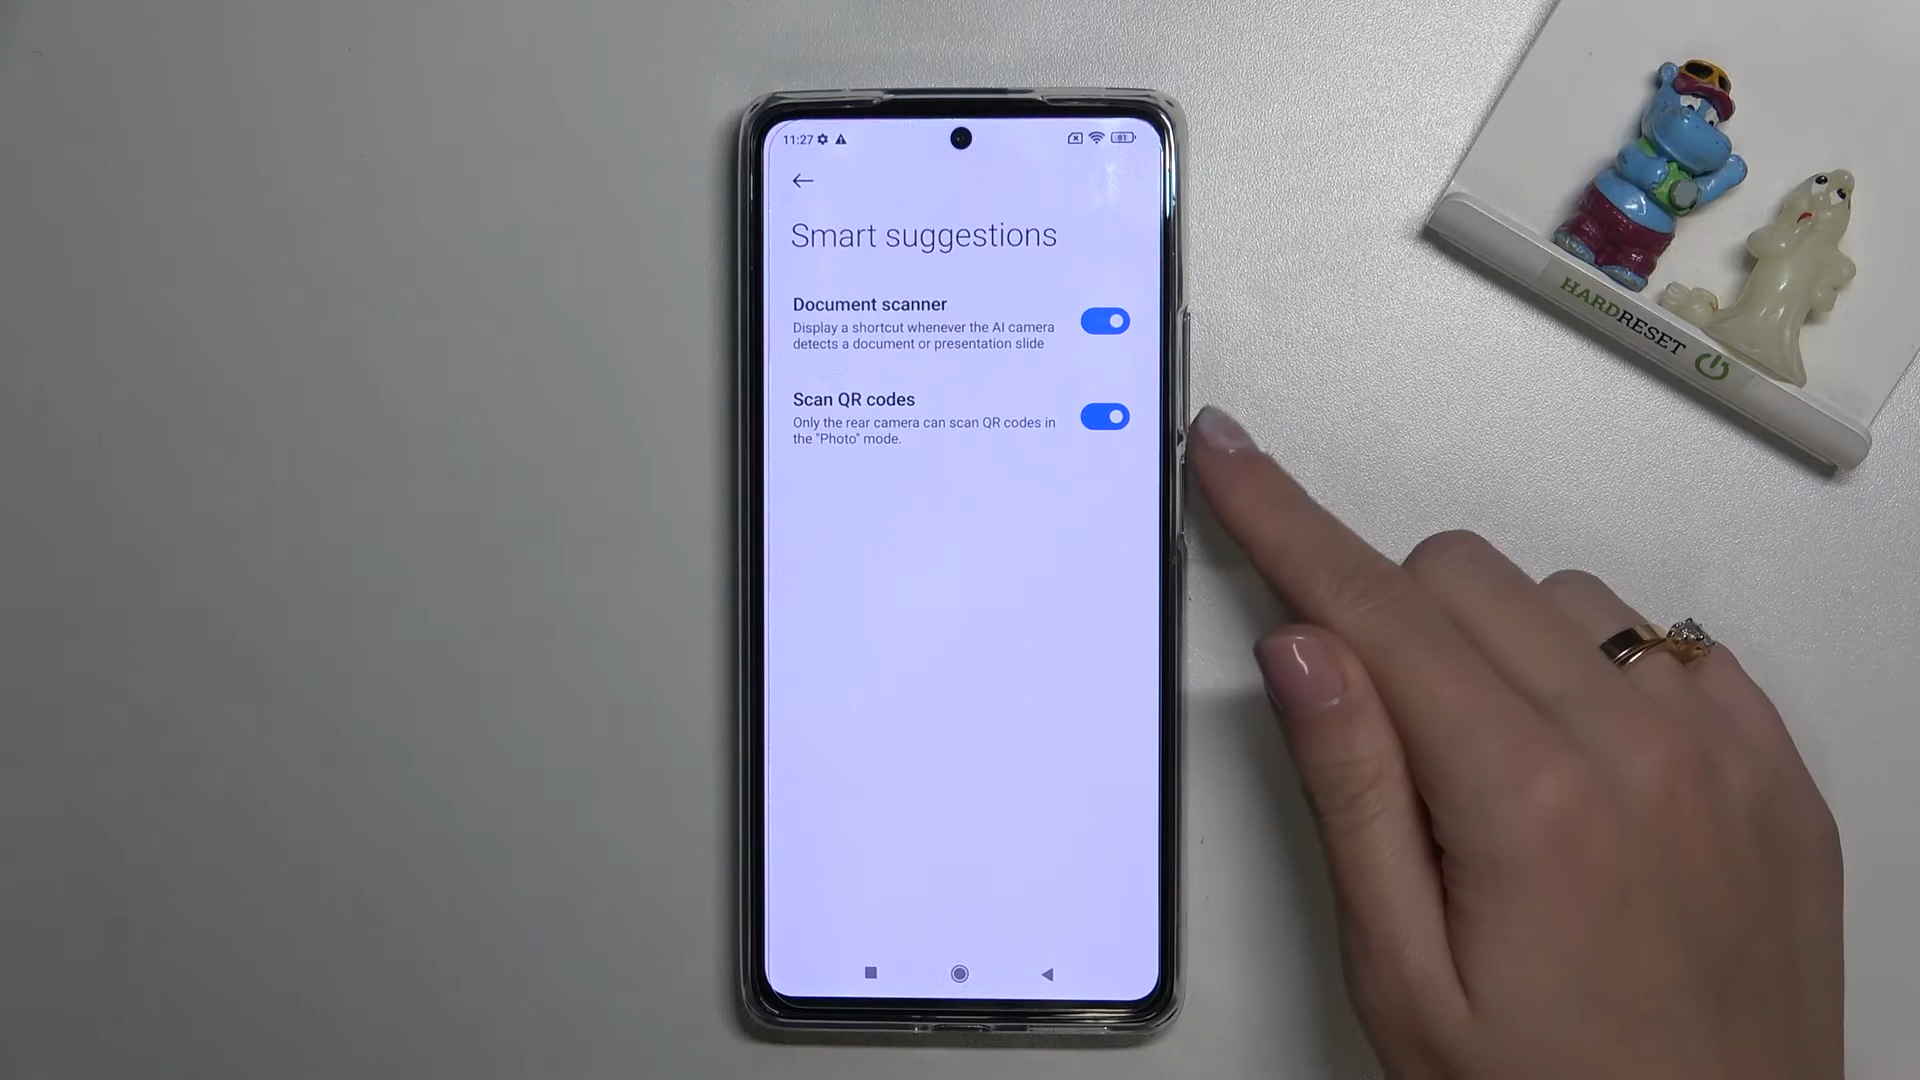 11:27
81
Smart suggestions
Document scanner
Display a shortcut whenever the AI camera
detects a document or presentation slide
Scan QR codes
Only the rear camera can scan QR codes in
the "Photo" mode.
HARDRESET